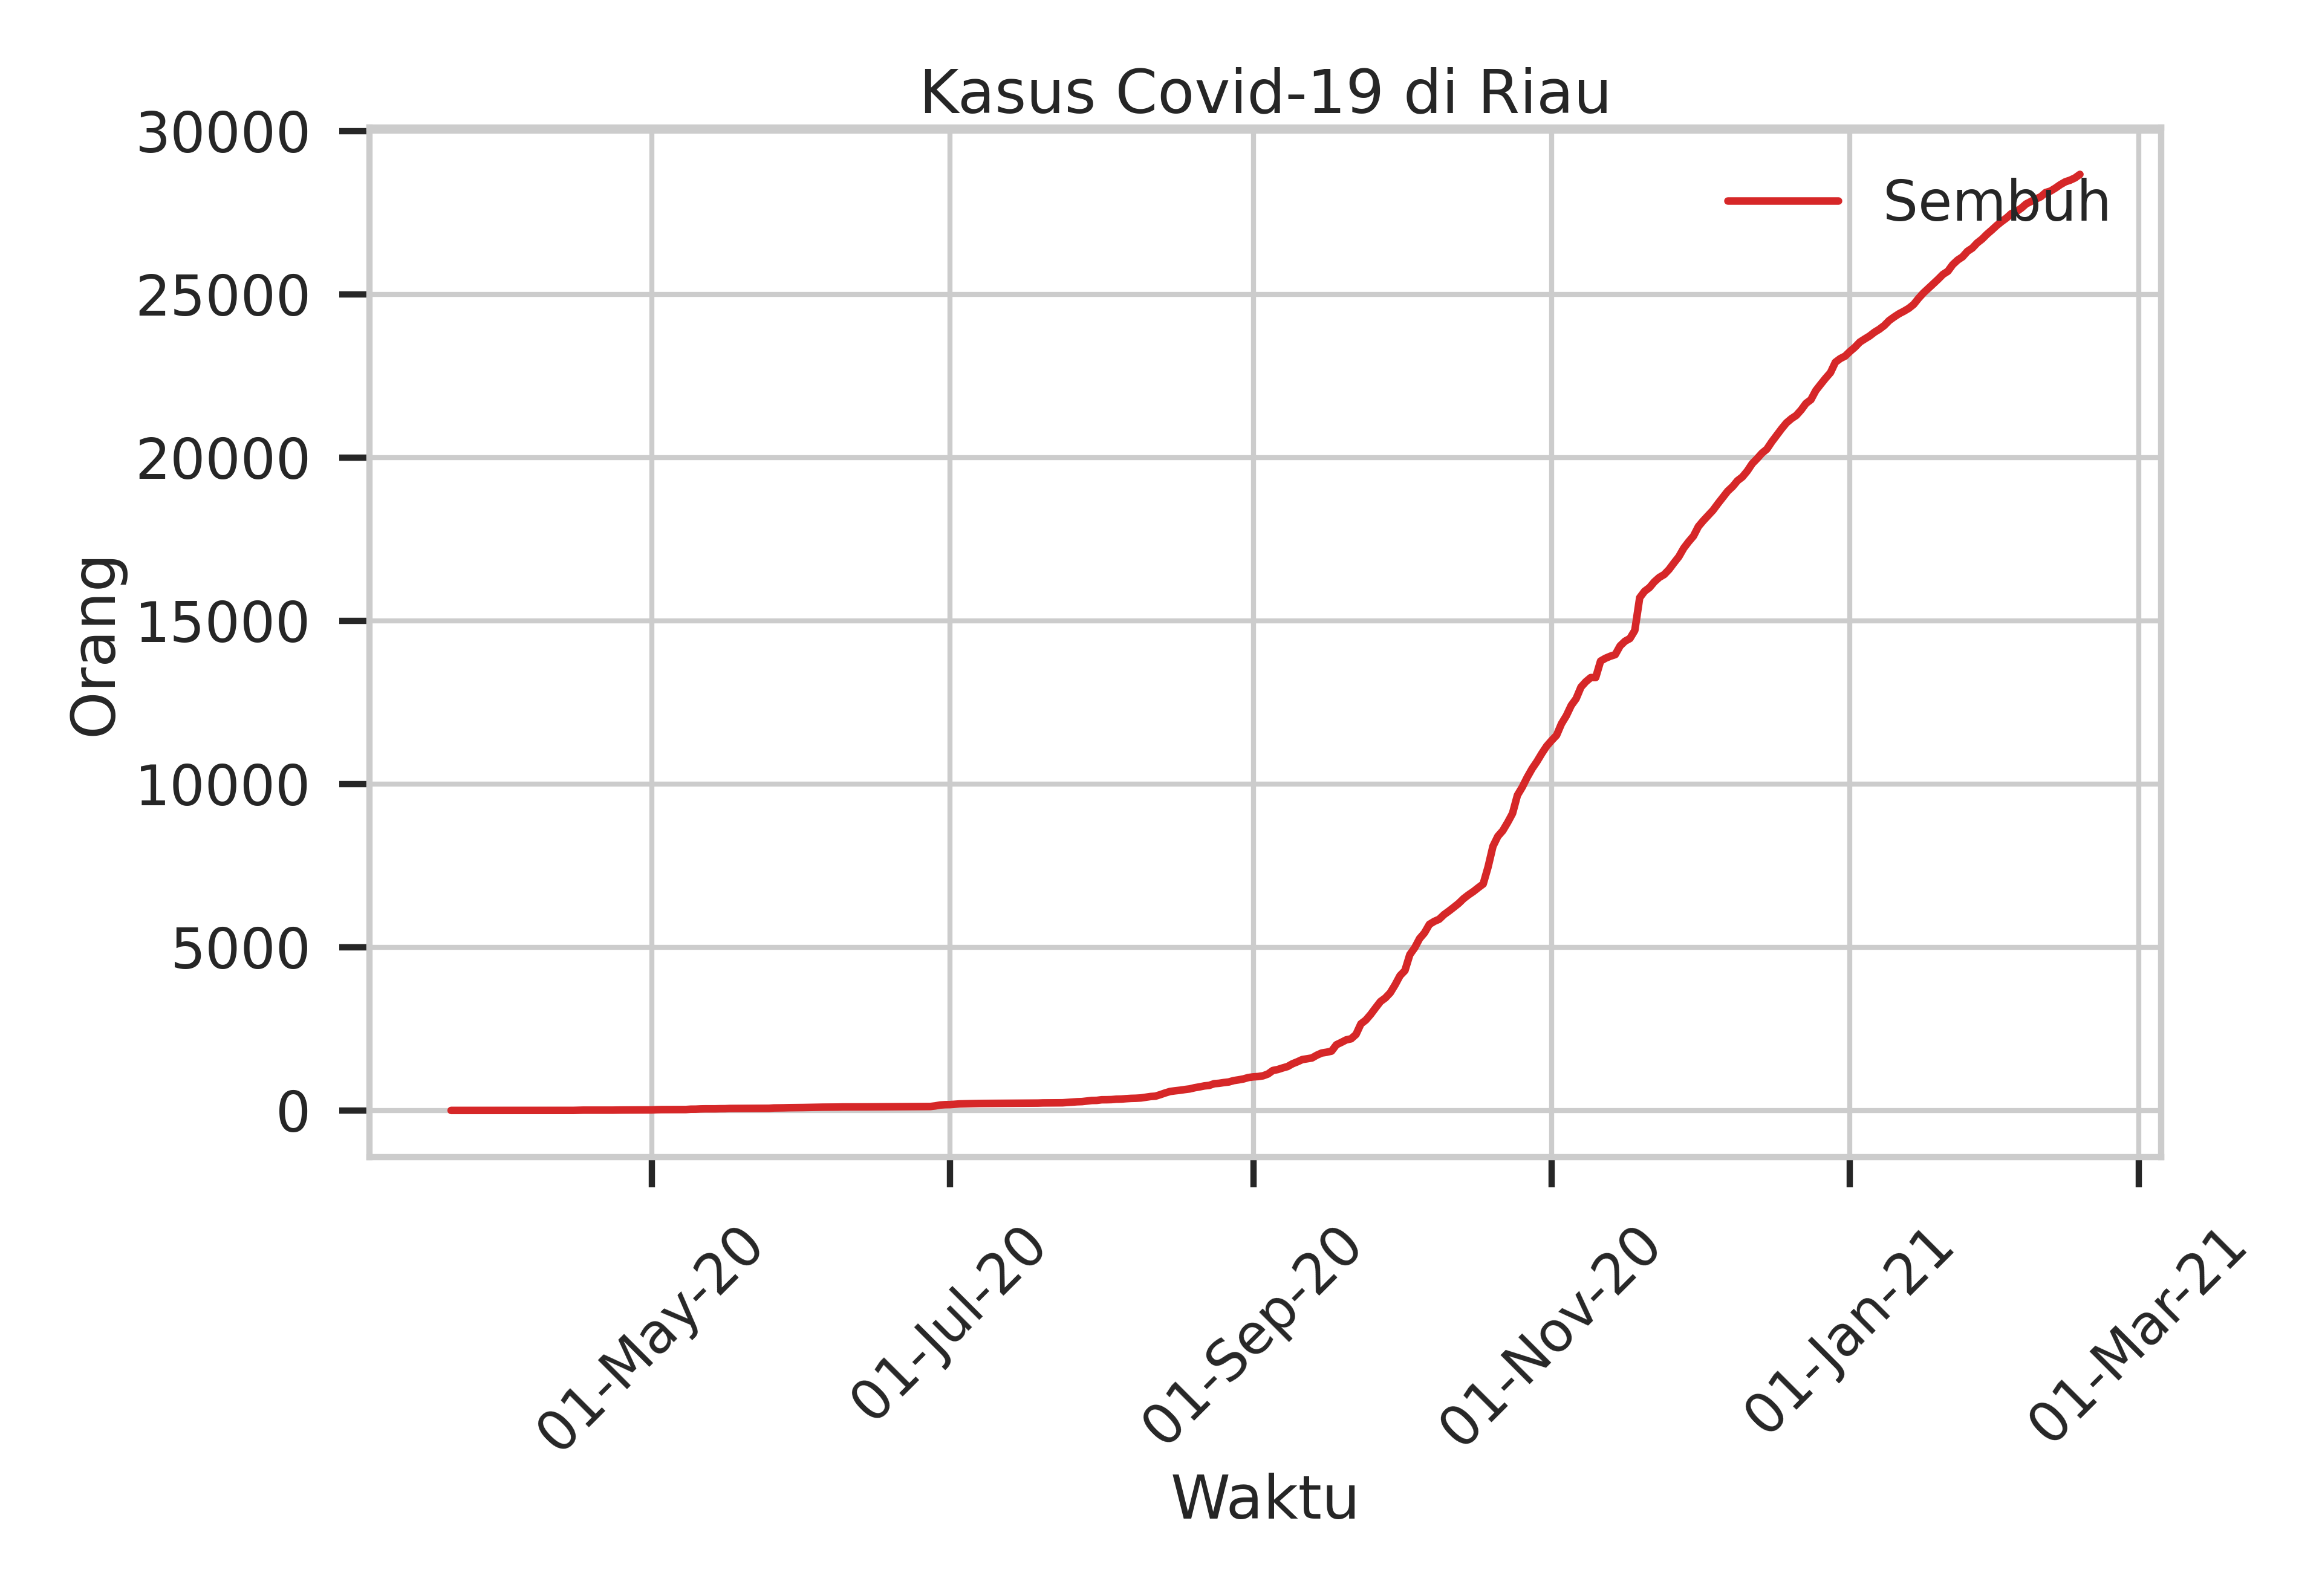 Kasus Covid-19 di Riau
30000
25000
20000
15000
10000
5000
0
Orang
Sembuh
01-May-20
01-Jul-20
01-Sep-20
01-Nov-20
01-Jan-21
01-Mar-21
Waktu